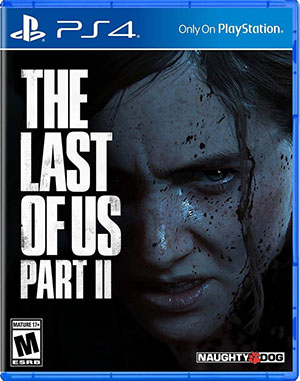 PS4
Only On PlayStation®
THE
LAST
OF US
PART II
MATURE 17+
M
ESRB
NAUGHTY DOG